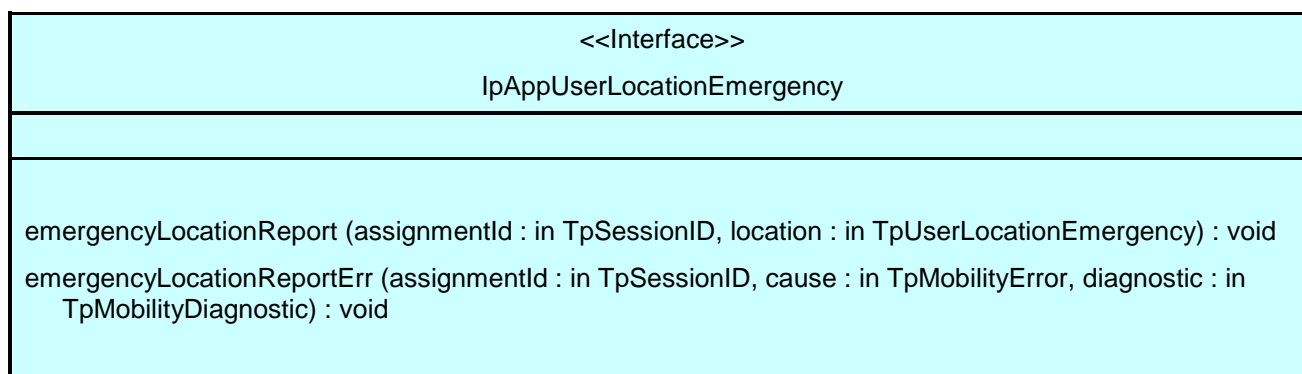 <<Interface>>
IpAppUserLocationEmergency
emergencyLocationReport (assignmentId : in TpSessionID, location : in TpUserLocationEmergency) : void
emergencyLocationReportErr (assignmentId : in TpSessionID, cause : in TpMobilityError, diagnostic : in
TpMobilityDiagnostic) : void